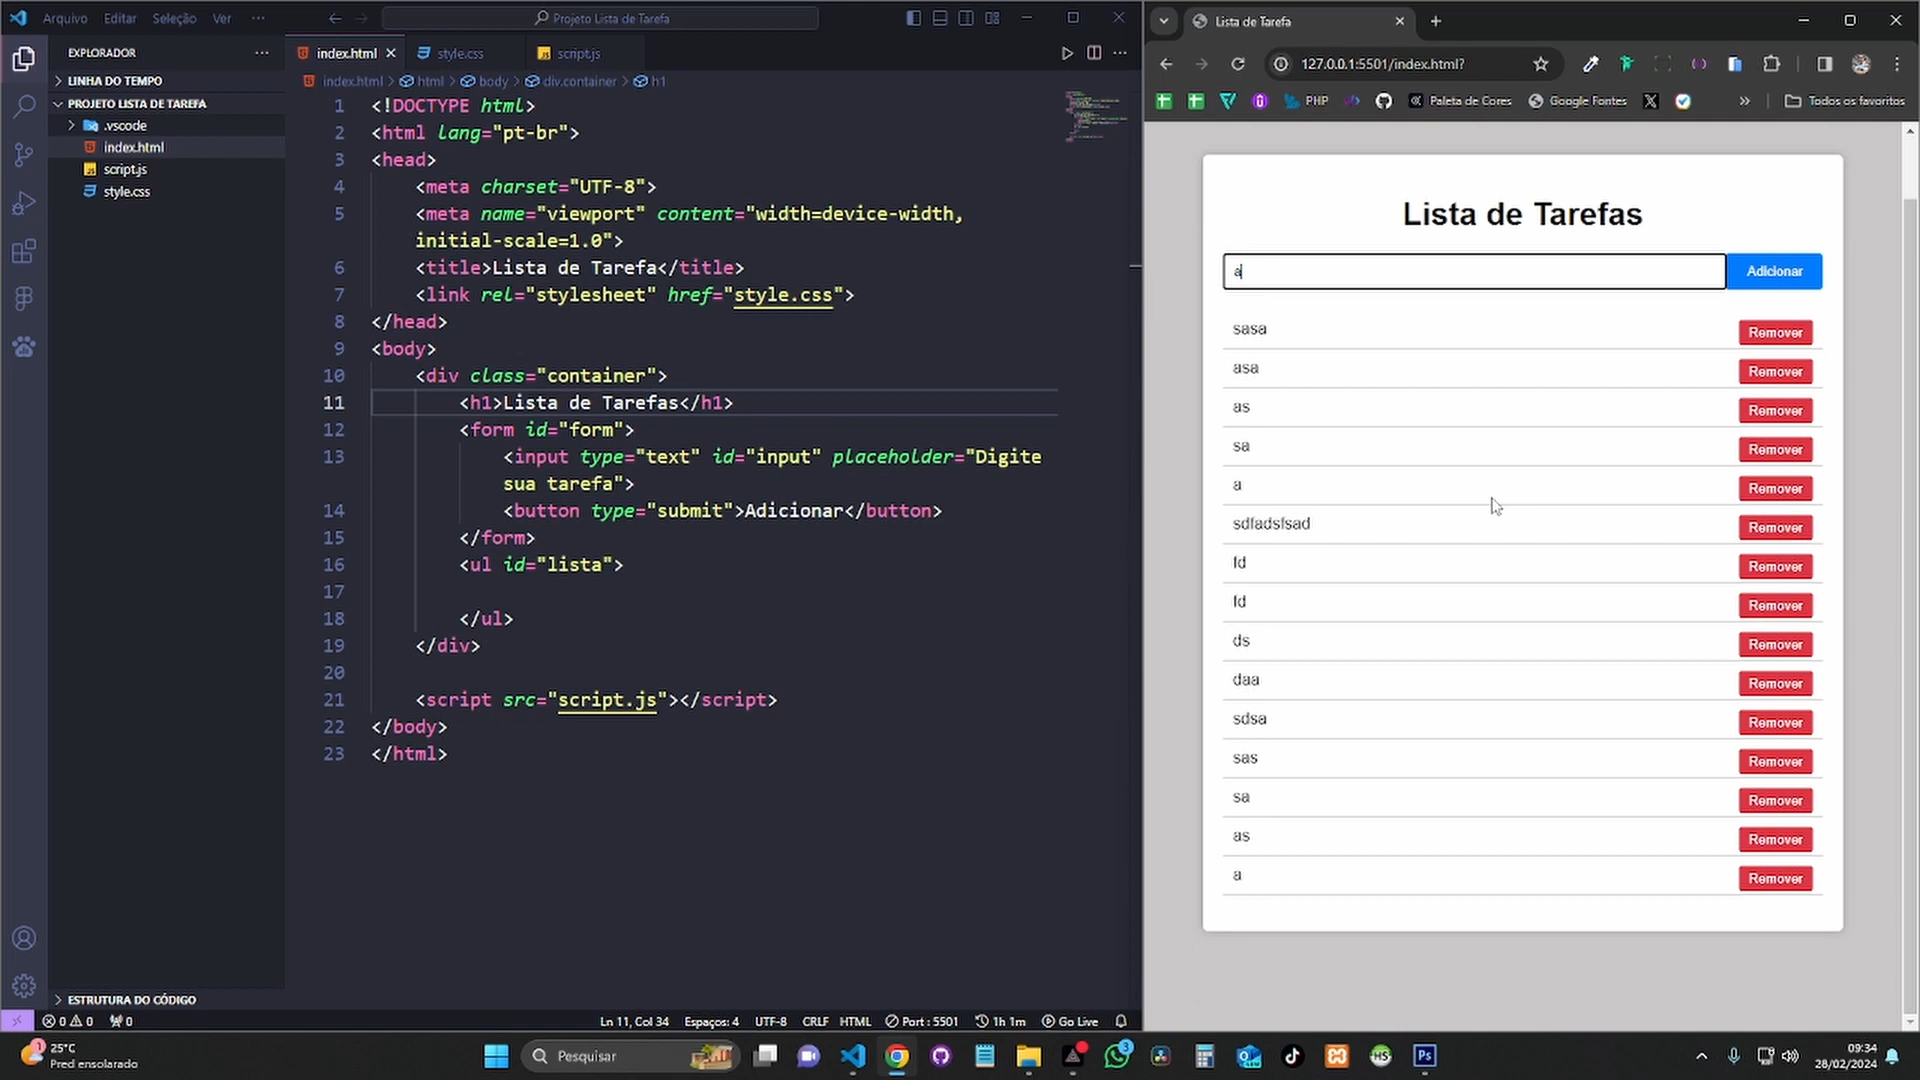 Arquivo Editar Seleção Ver ···
Projeto Lista de Tarefa
EXPLORADOR
LINHA DO TEMPO
PROJETO LISTA DE TAREFA
.vscode
index.html
script.js
style.css
ESTRUTURA DO CÓDIGO
index.html style.css script.js
index.html > html > body > div.container > h1
1 <!DOCTYPE html>
2 <html lang="pt-br">
3 <head>
4 <meta charset="UTF-8">
5 <meta name="viewport" content="width=device-width,
initial-scale=1.0">
6 <title>Lista de Tarefa</title>
7 <link rel="stylesheet" href="style.css">
8 </head>
9 <body>
10 <div class="container">
11 <h1>Lista de Tarefas</h1>
12 <form id="form">
13 <input type="text" id="input" placeholder="Digite
sua tarefa">
14 <button type="submit">Adicionar</button>
15 </form>
16 <ul id="lista">
17
18 </ul>
19 </div>
20
21 <script src="script.js"></script>
22 </body>
23 </html>
0 0 0
Ln 11, Col 34 Espaços: 4 UTF-8 CRLF HTML Port : 5501 1h 1m Go Live
Lista de Tarefa
127.0.0.1:5501/index.html?
PHP Paleta de Cores Google Fontes Todos os favoritos
Lista de Tarefas
a Adicionar
sasa Remover
asa Remover
as Remover
sa Remover
a Remover
sdfadsfsad Remover
fd Remover
fd Remover
ds Remover
daa Remover
sdsa Remover
sas Remover
sa Remover
as Remover
a Remover
1
25°C
Pred ensolarado
Pesquisar
3
HS
Ps
09:34
28/02/2024